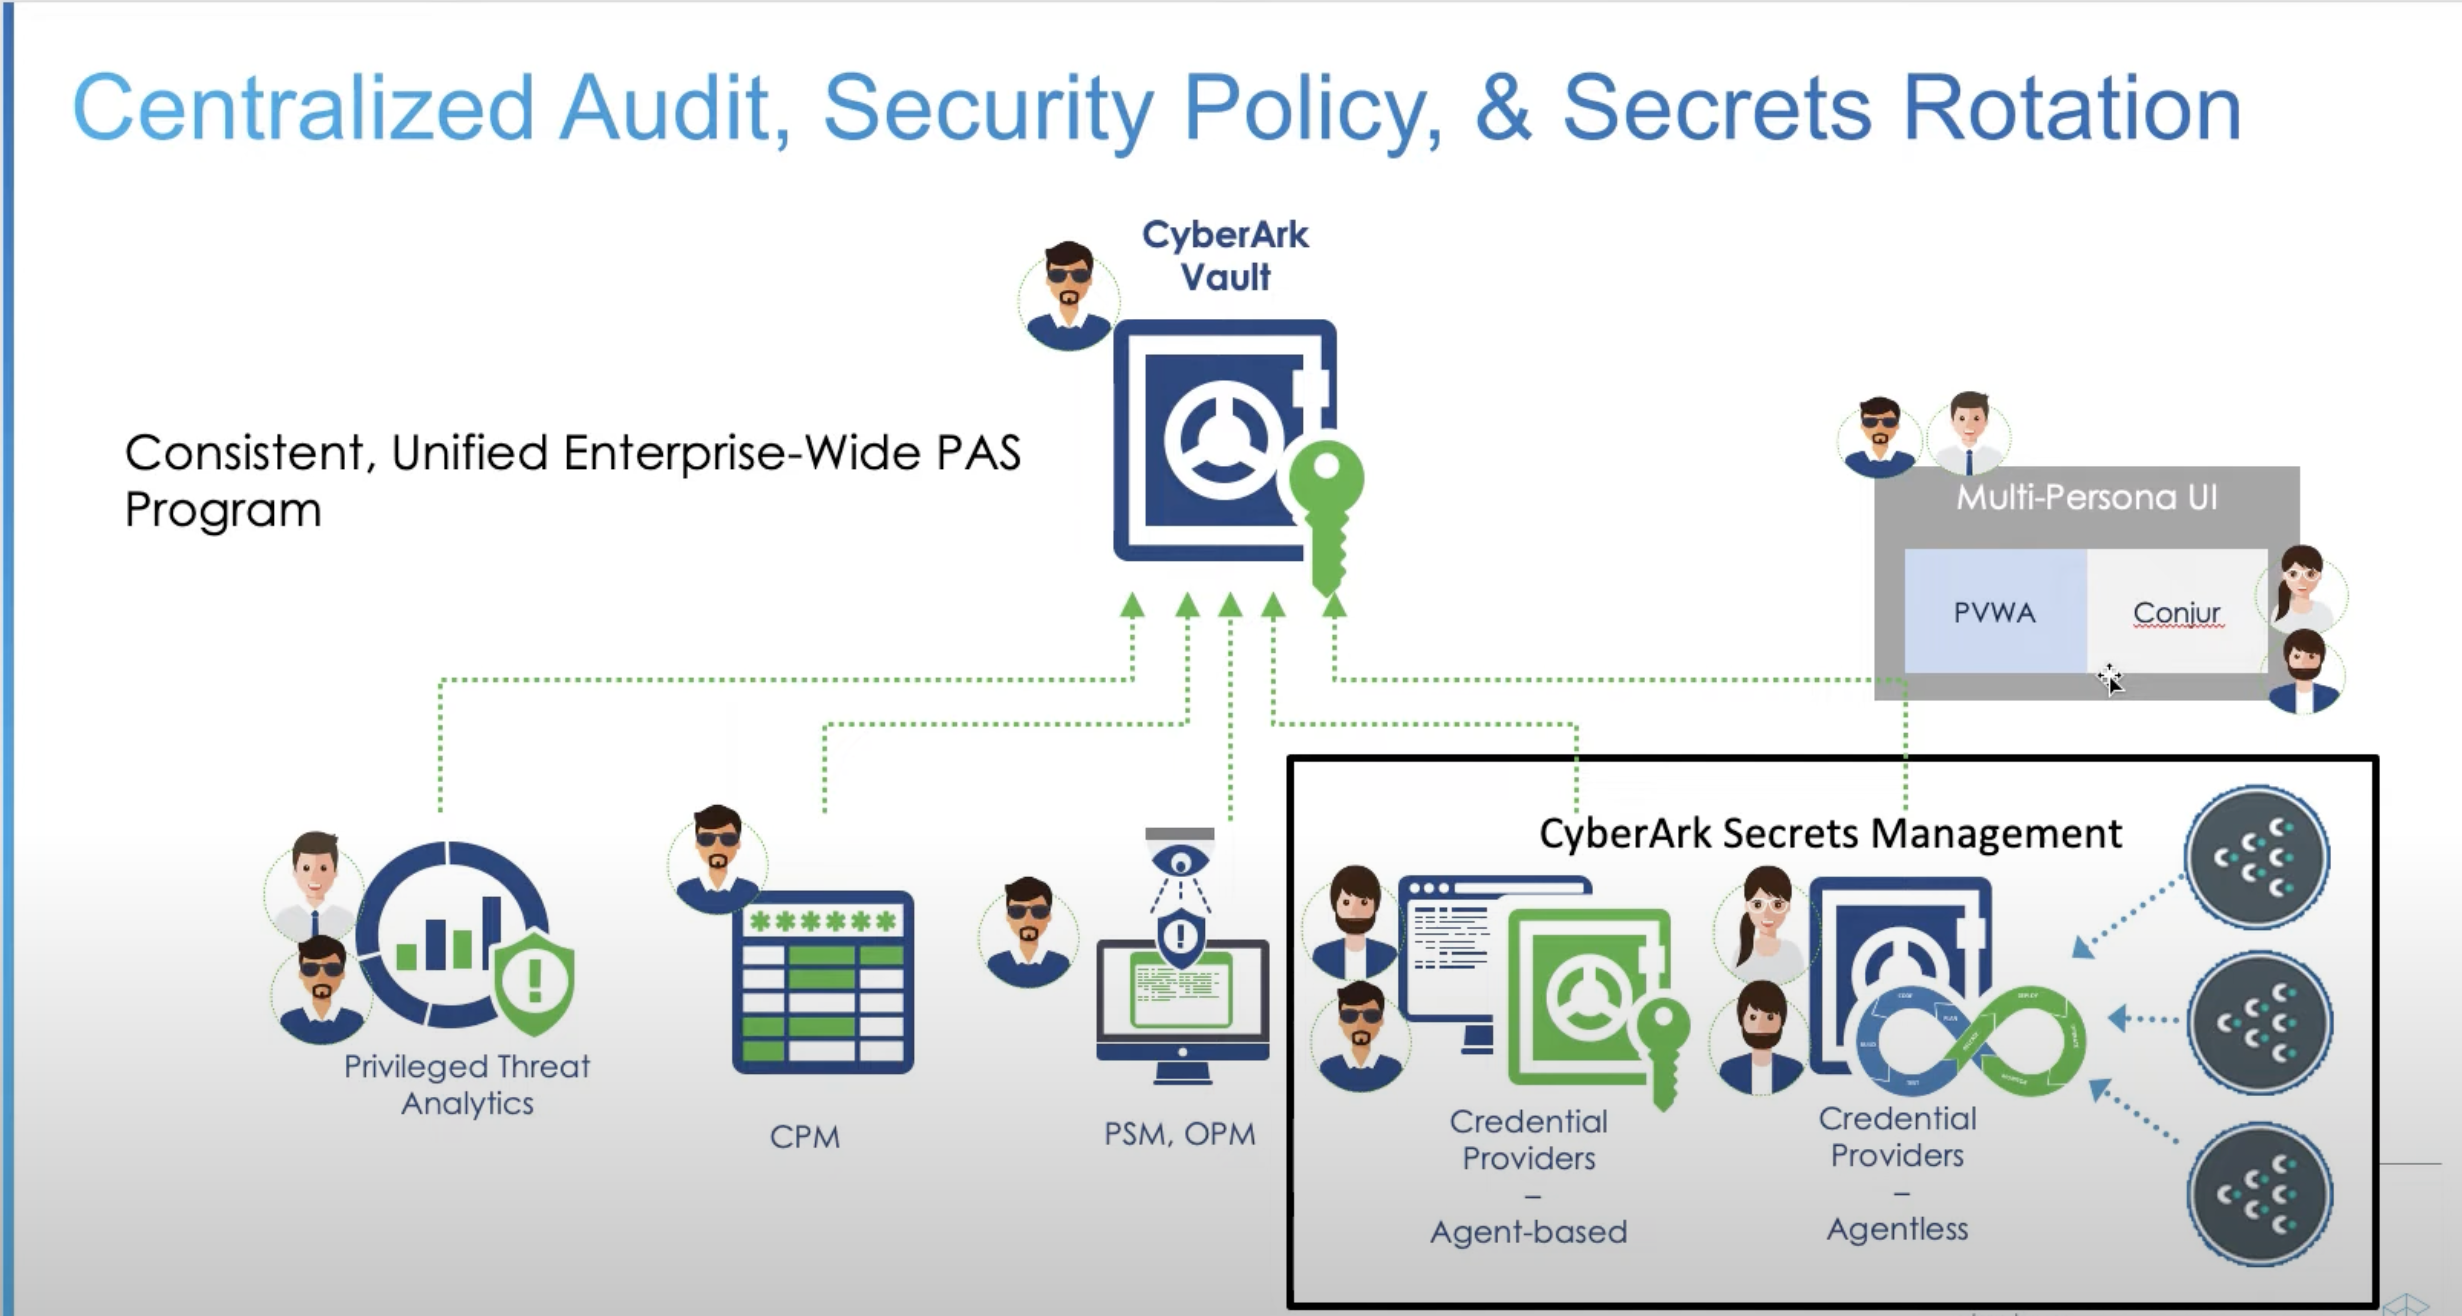 Centralized Audit, Security Policy, & Secrets Rotation
CyberArk
Vault
Consistent, Unified Enterprise-Wide PAS
Program
Multi-Persona UI
PVWA
Conjur
CyberArk Secrets Management
******
Privileged Threat
Analytics
CPM
PSM, OPM
Credential
Providers
–
Agent-based
Credential
Providers
–
Agentless